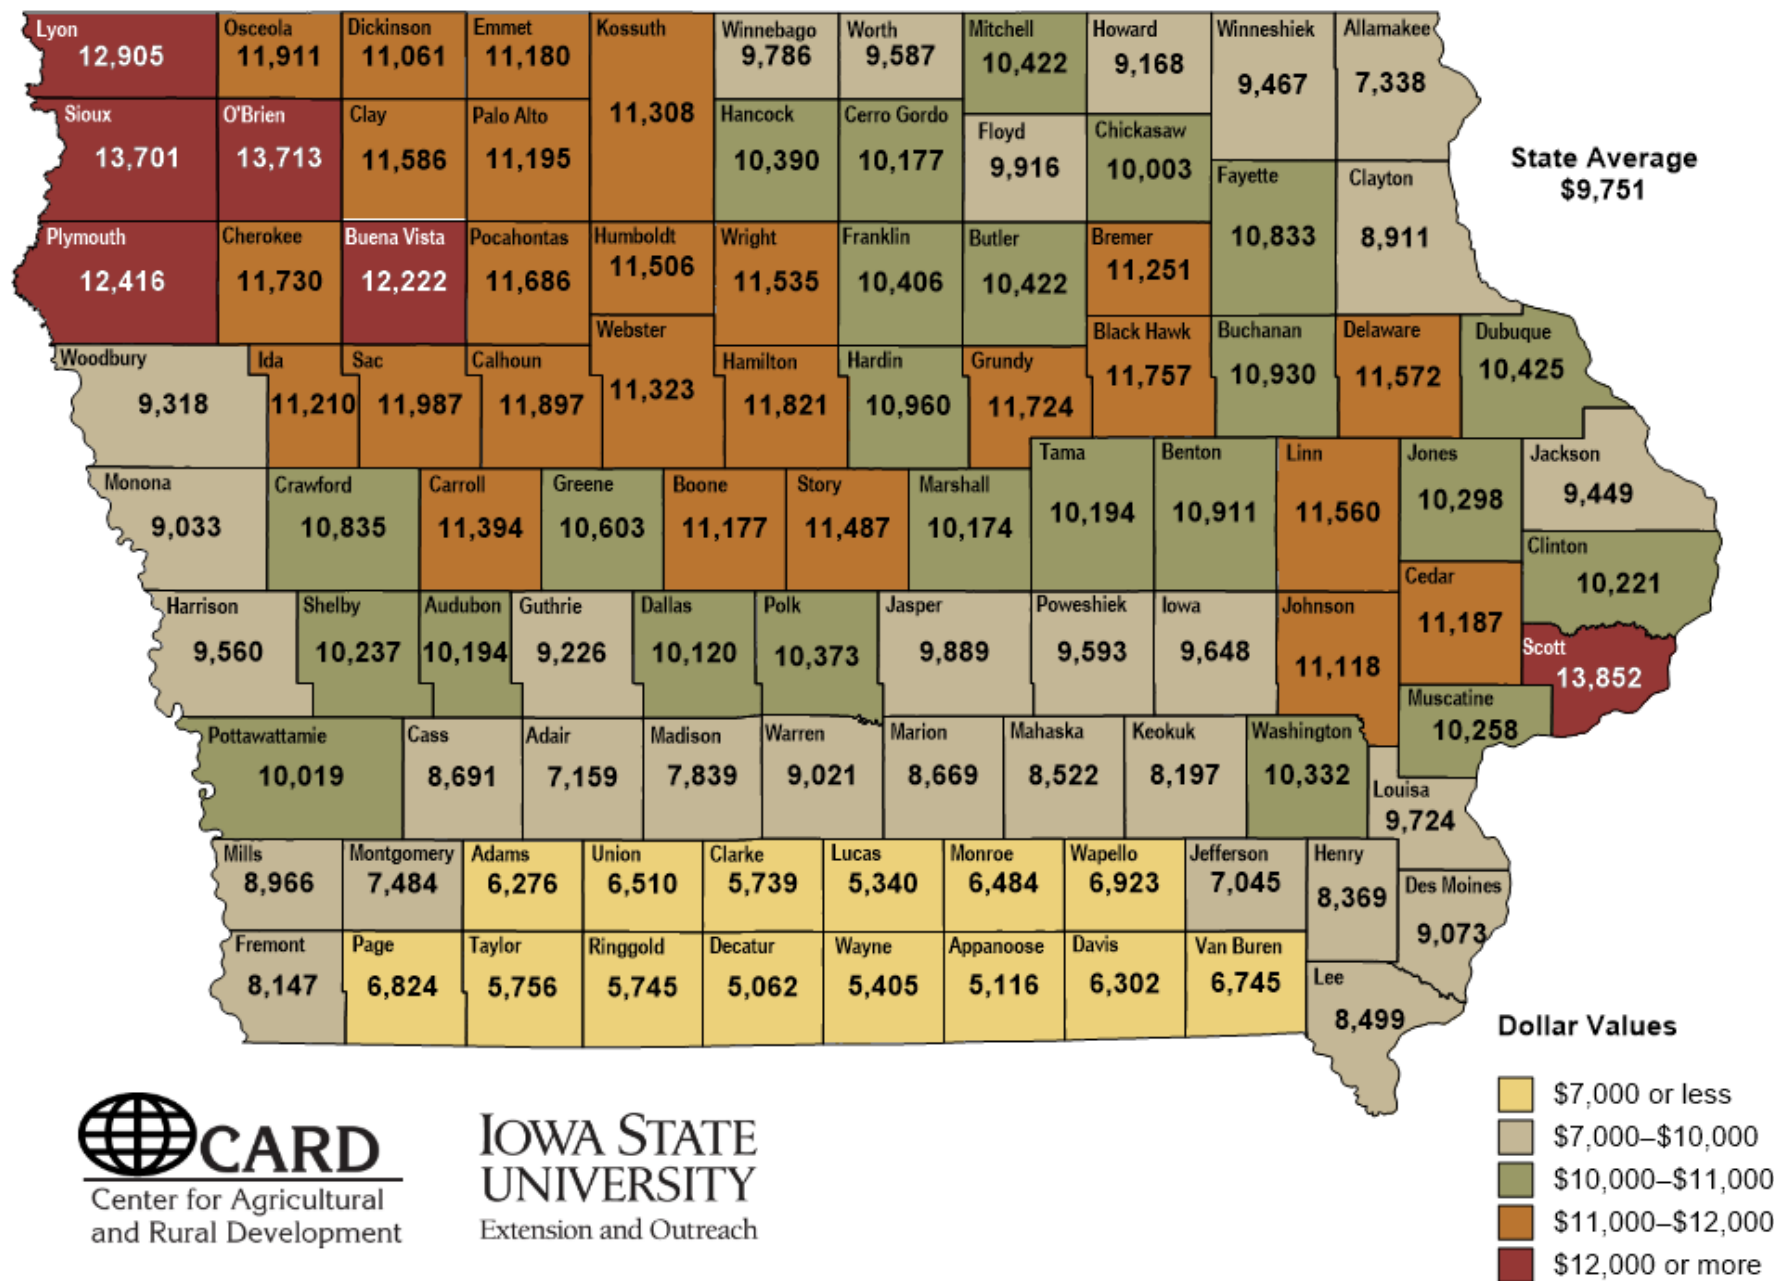 Lyon
12,905
Osceola
11,911
Dickinson
11,061
Emmet
11,180
Kossuth
11,308
Winnebago
9,786
Worth
9,587
Mitchell
10,422
Howard
9,168
Winneshiek
9,467
Allamakee
7,338
Sioux
13,701
O'Brien
13,713
Clay
11,586
Palo Alto
11,195
Hancock
10,390
Cerro Gordo
10,177
Floyd
9,916
Chickasaw
10,003
Fayette
10,833
Clayton
8,911
State Average
$9,751
Plymouth
12,416
Cherokee
11,730
Buena Vista
12,222
Pocahontas
11,686
Humboldt
11,506
Wright
11,535
Franklin
10,406
Butler
10,422
Bremer
11,251
Woodbury
9,318
Ida
11,210
Sac
11,987
Calhoun
11,897
Webster
11,323
Hamilton
11,821
Hardin
10,960
Grundy
11,724
Black Hawk
11,757
Buchanan
10,930
Delaware
11,572
Dubuque
10,425
Monona
9,033
Crawford
10,835
Carroll
11,394
Greene
10,603
Boone
11,177
Story
11,487
Marshall
10,174
Tama
10,194
Benton
10,911
Linn
11,560
Jones
10,298
Jackson
9,449
Clinton
10,221
Cedar
11,187
Harrison
9,560
Shelby
10,237
Audubon
10,194
Guthrie
9,226
Dallas
10,120
Polk
10,373
Jasper
9,889
Poweshiek
9,593
Iowa
9,648
Johnson
11,118
Scott
13,852
Muscatine
10,258
Pottawattamie
10,019
Cass
8,691
Adair
7,159
Madison
7,839
Warren
9,021
Marion
8,669
Mahaska
8,522
Keokuk
8,197
Washington
10,332
Louisa
9,724
Mills
8,966
Montgomery
7,484
Adams
6,276
Union
6,510
Clarke
5,739
Lucas
5,340
Monroe
6,484
Wapello
6,923
Jefferson
7,045
Henry
8,369
Des Moines
9,073
Fremont
8,147
Page
6,824
Taylor
5,756
Ringgold
5,745
Decatur
5,062
Wayne
5,405
Appanoose
5,116
Davis
6,302
Van Buren
6,745
Lee
8,499
Dollar Values
$7,000 or less
$7,000–$10,000
$10,000–$11,000
$11,000–$12,000
$12,000 or more
CARD
Center for Agricultural
and Rural Development
IOWA STATE
UNIVERSITY
Extension and Outreach